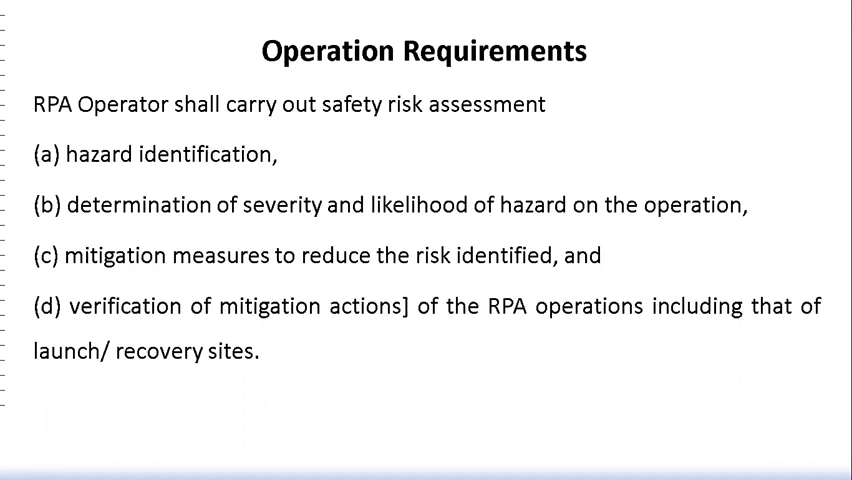 Operation Requirements
RPA Operator shall carry out safety risk assessment
(a) hazard identification,
(b) determination of severity and likelihood of hazard on the operation,
(c) mitigation measures to reduce the risk identified, and
(d) verification of mitigation actions] of the RPA operations including that of
launch/ recovery sites.